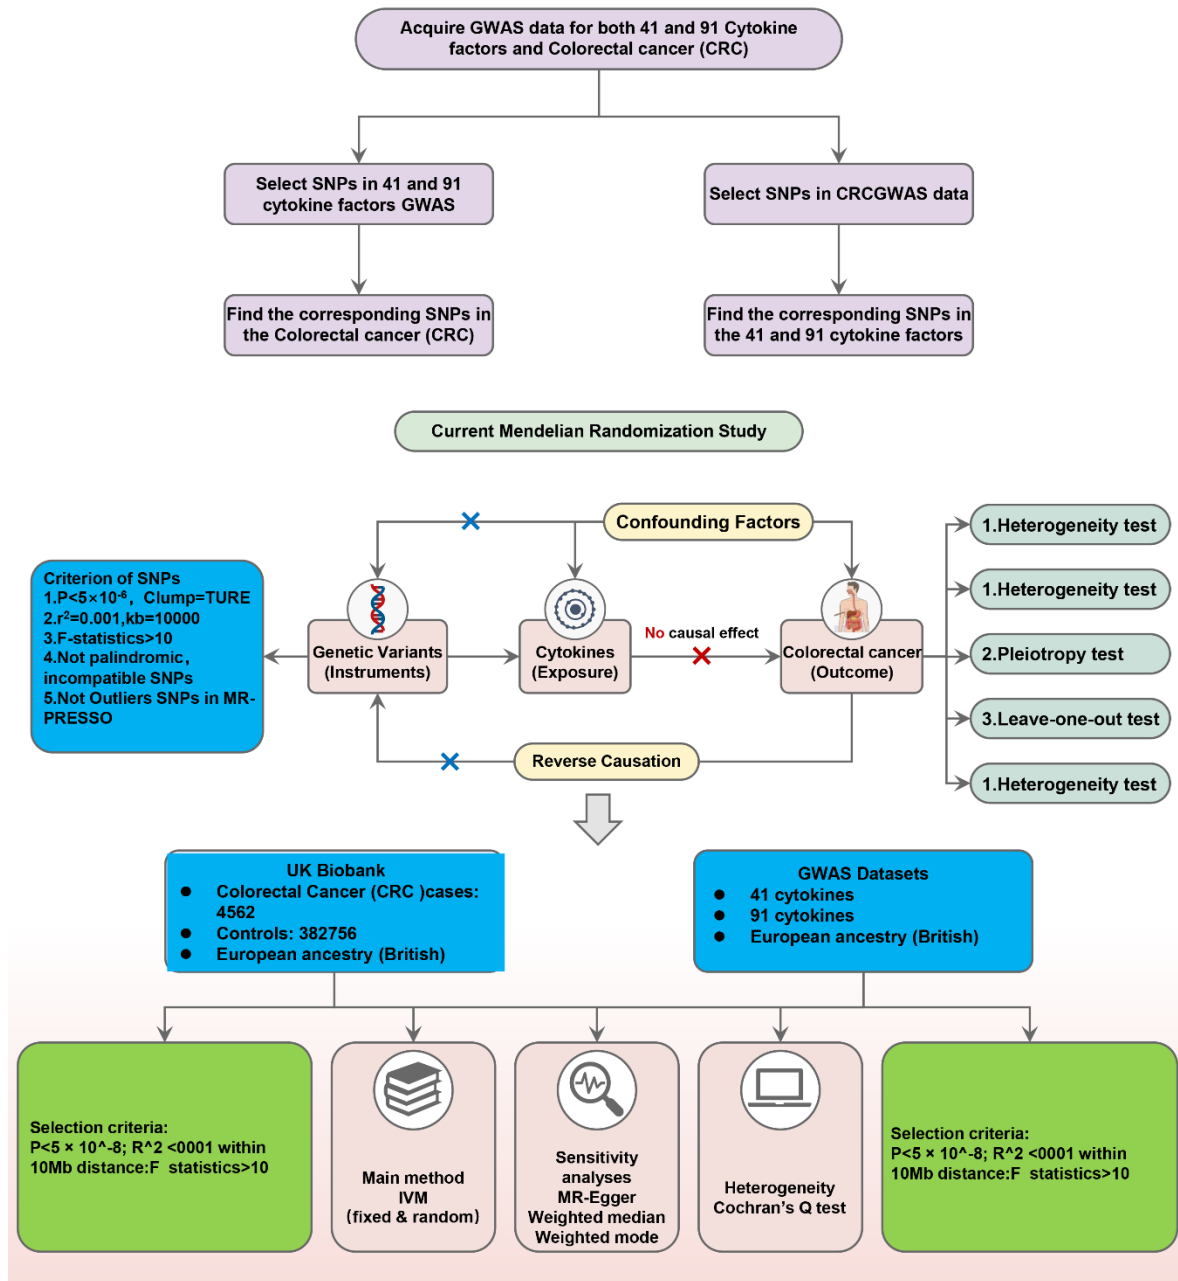 Acquire GWAS data for both 41 and 91 Cytokine
factors and Colorectal cancer (CRC)
Select SNPs in 41 and 91
cytokine factors GWAS
Select SNPs in CRCGWAS data
Find the corresponding SNPs in
the Colorectal cancer (CRC)
Find the corresponding SNPs in
the 41 and 91 cytokine factors
Current Mendelian Randomization Study
Confounding Factors
Criterion of SNPs
1.P<5×10⁻⁶, Clump=TURE
2.r²=0.001,kb=10000
3.F-statistics>10
4.Not palindromic,
incompatible SNPs
5.Not Outliers SNPs in MR-
PRESSO
Genetic Variants
(Instruments)
Cytokines
(Exposure)
No causal effect
Colorectal cancer
(Outcome)
Reverse Causation
1.Heterogeneity test
1.Heterogeneity test
2.Pleiotropy test
3.Leave-one-out test
1.Heterogeneity test
UK Biobank
● Colorectal Cancer (CRC )cases:
4562
● Controls: 382756
● European ancestry (British)
GWAS Datasets
● 41 cytokines
● 91 cytokines
● European ancestry (British)
Selection criteria:
P<5 × 10^-8; R^2 <0001 within
10Mb distance:F statistics>10
Main method
IVM
(fixed & random)
Sensitivity
analyses
MR-Egger
Weighted median
Weighted mode
Heterogeneity
Cochran's Q test
Selection criteria:
P<5 × 10^-8; R^2 <0001 within
10Mb distance:F statistics>10